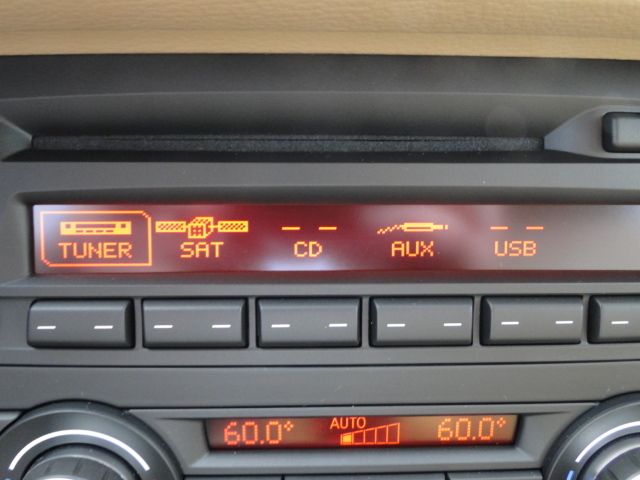 TUNER SAT CD AUX USB
AUTO
60.0° 60.0°